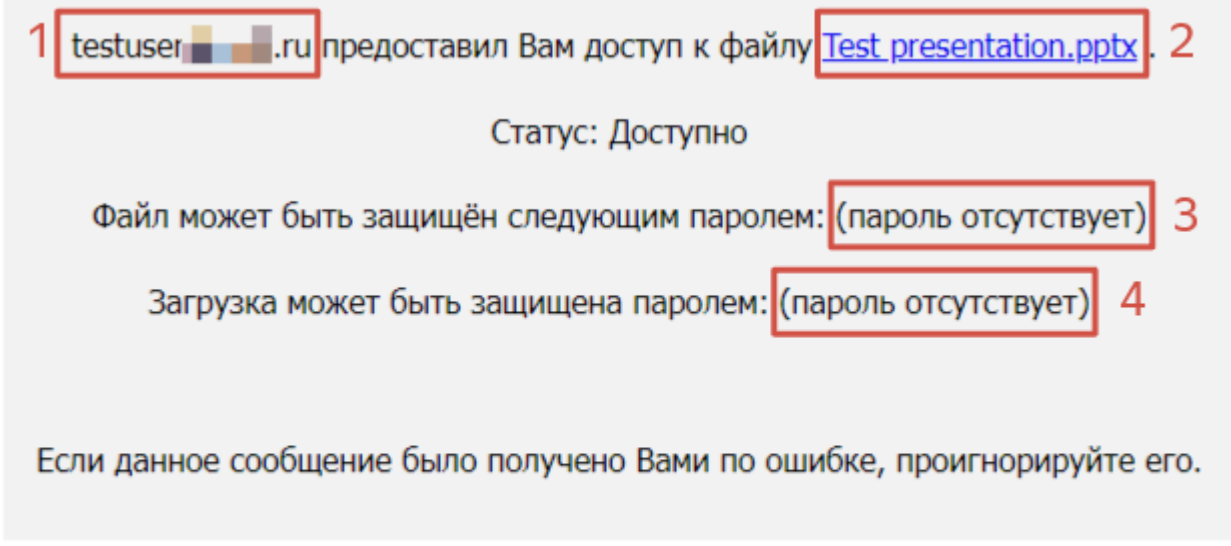 1 testuser .ru предоставил Вам доступ к файлу Test presentation.pptx . 2
Статус: Доступно
Файл может быть защищён следующим паролем: (пароль отсутствует) 3
Загрузка может быть защищена паролем: (пароль отсутствует) 4
Если данное сообщение было получено Вами по ошибке, проигнорируйте его.